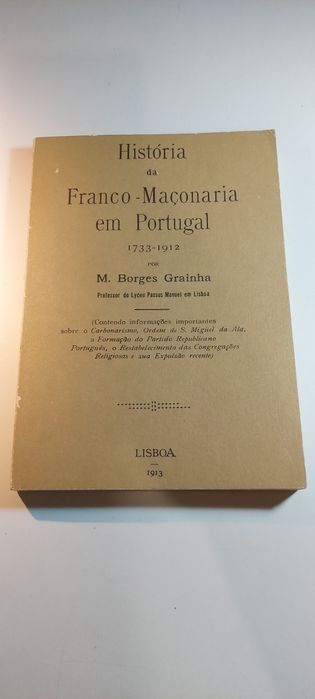 História
da
Franco-Maçonaria
em Portugal
1733-1912
POR
M. Borges Grainha
Professor do Lyceu Passos Manuel em Lisboa
(Contendo informações importantes
sobre o Carbonarismo, Ordem de S. Miguel da Ala,
a Formação do Partido Republicano
Português, o Restabelecimento das Congregações
Religiosas e sua Expulsão recente)
LISBOA
1913